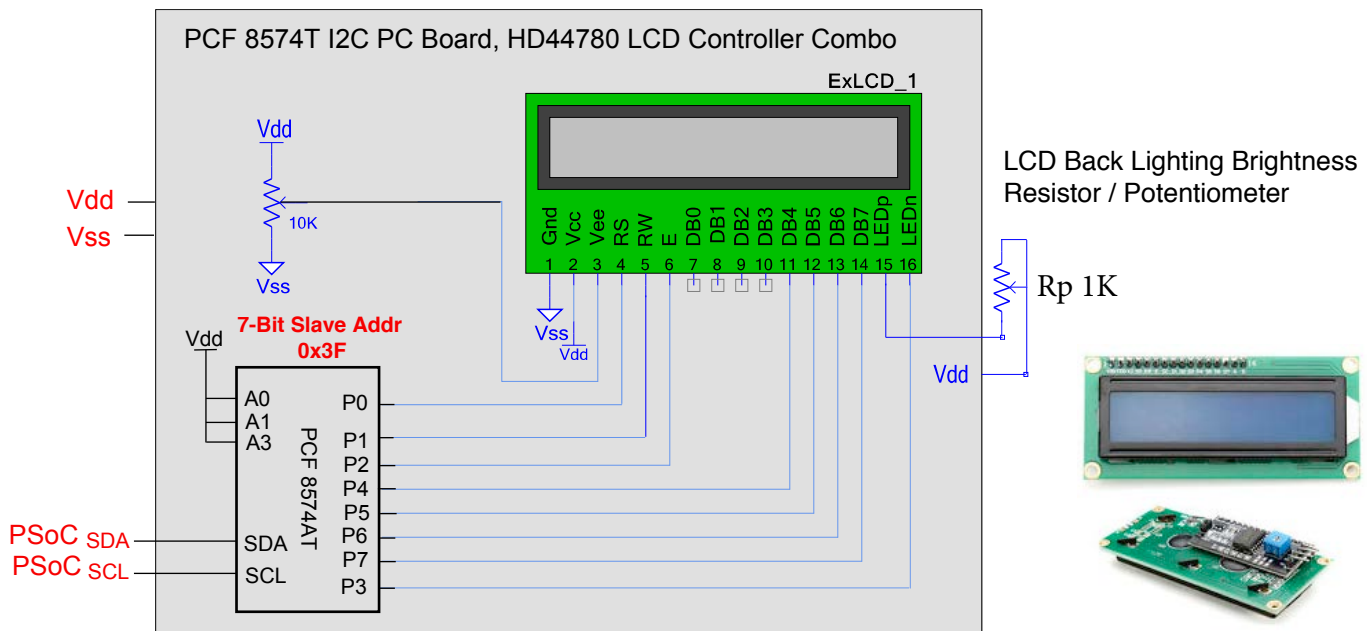 PCF 8574T I2C PC Board, HD44780 LCD Controller Combo
ExLCD_1
Vdd
10K
Vss
Vdd
Vss
Gnd Vcc Vee RS RW E DB0 DB1 DB2 DB3 DB4 DB5 DB6 DB7 LEDp LEDn
1 2 3 4 5 6 7 8 9 10 11 12 13 14 15 16
Vss
Vdd
LCD Back Lighting Brightness
Resistor / Potentiometer
Rp 1K
Vdd
7-Bit Slave Addr
0x3F
Vdd
A0
A1
A3
PCF 8574AT
SDA
SCL
P0
P1
P2
P4
P5
P6
P7
P3
PSoC SDA
PSoC SCL